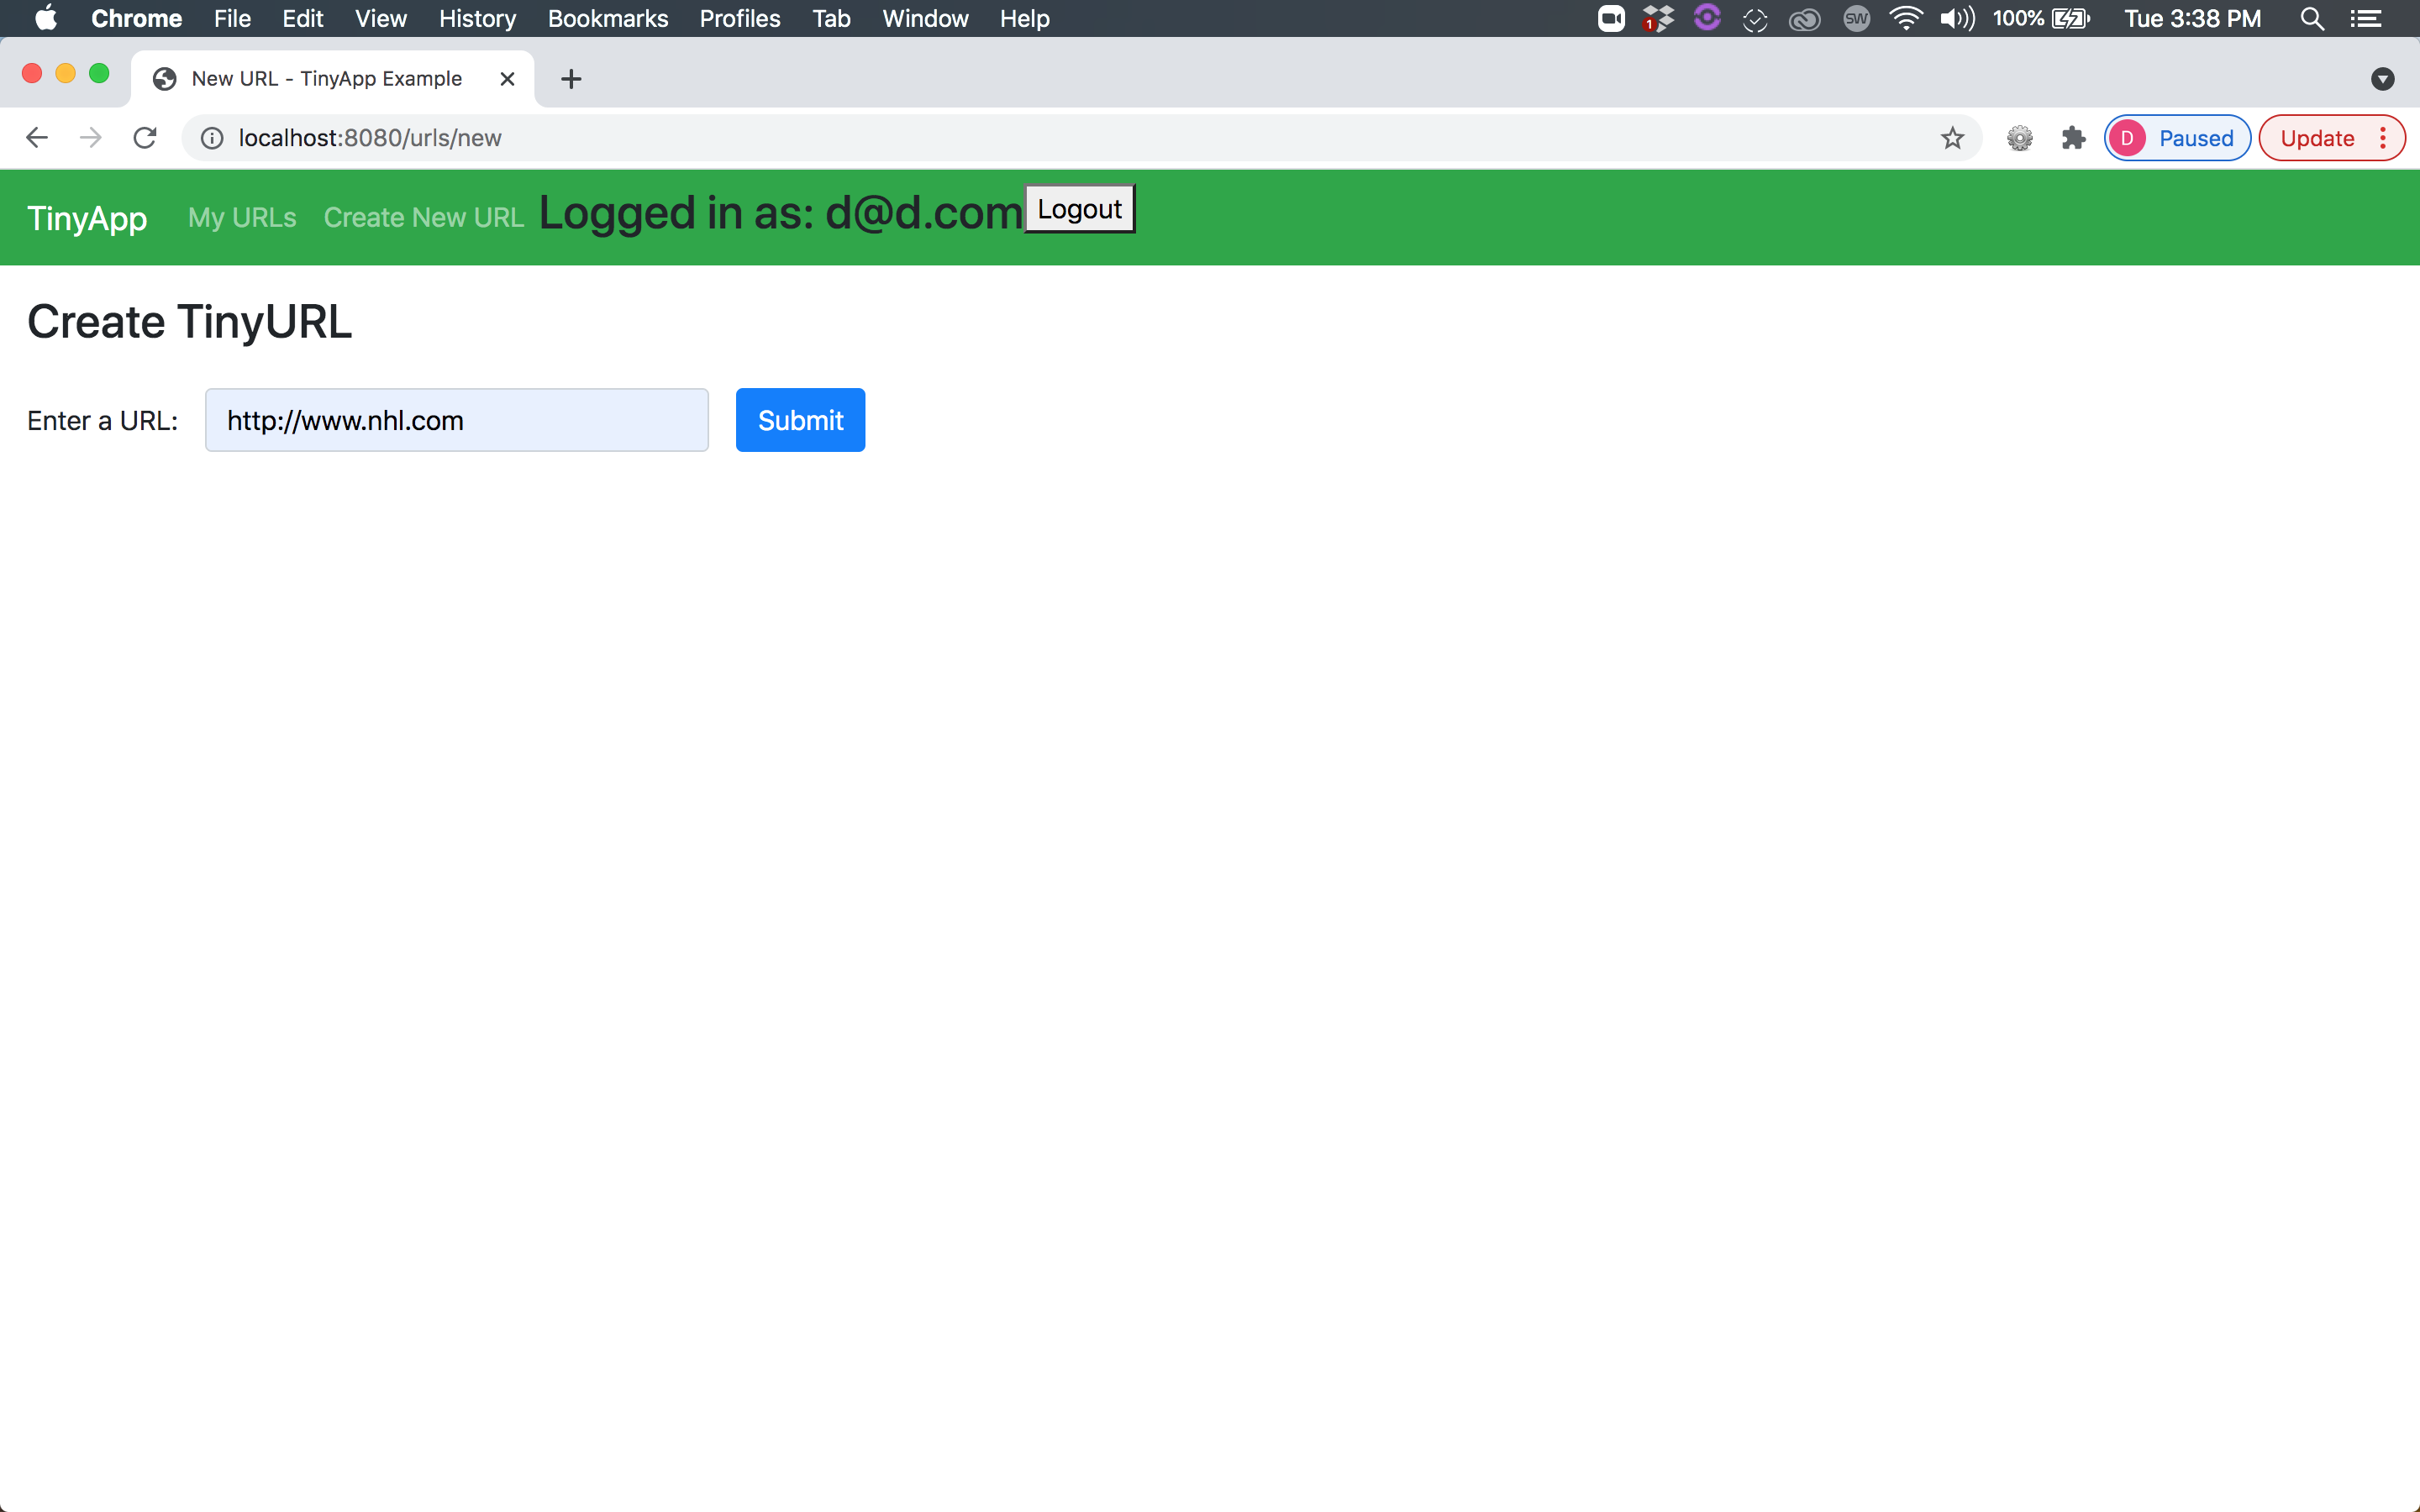 Chrome File Edit View History Bookmarks Profiles Tab Window Help 1 SW 100% Tue 3:38 PM
New URL - TinyApp Example
localhost:8080/urls/new D Paused Update
TinyApp My URLs Create New URL Logged in as: d@d.com Logout
Create TinyURL
Enter a URL: http://www.nhl.com Submit